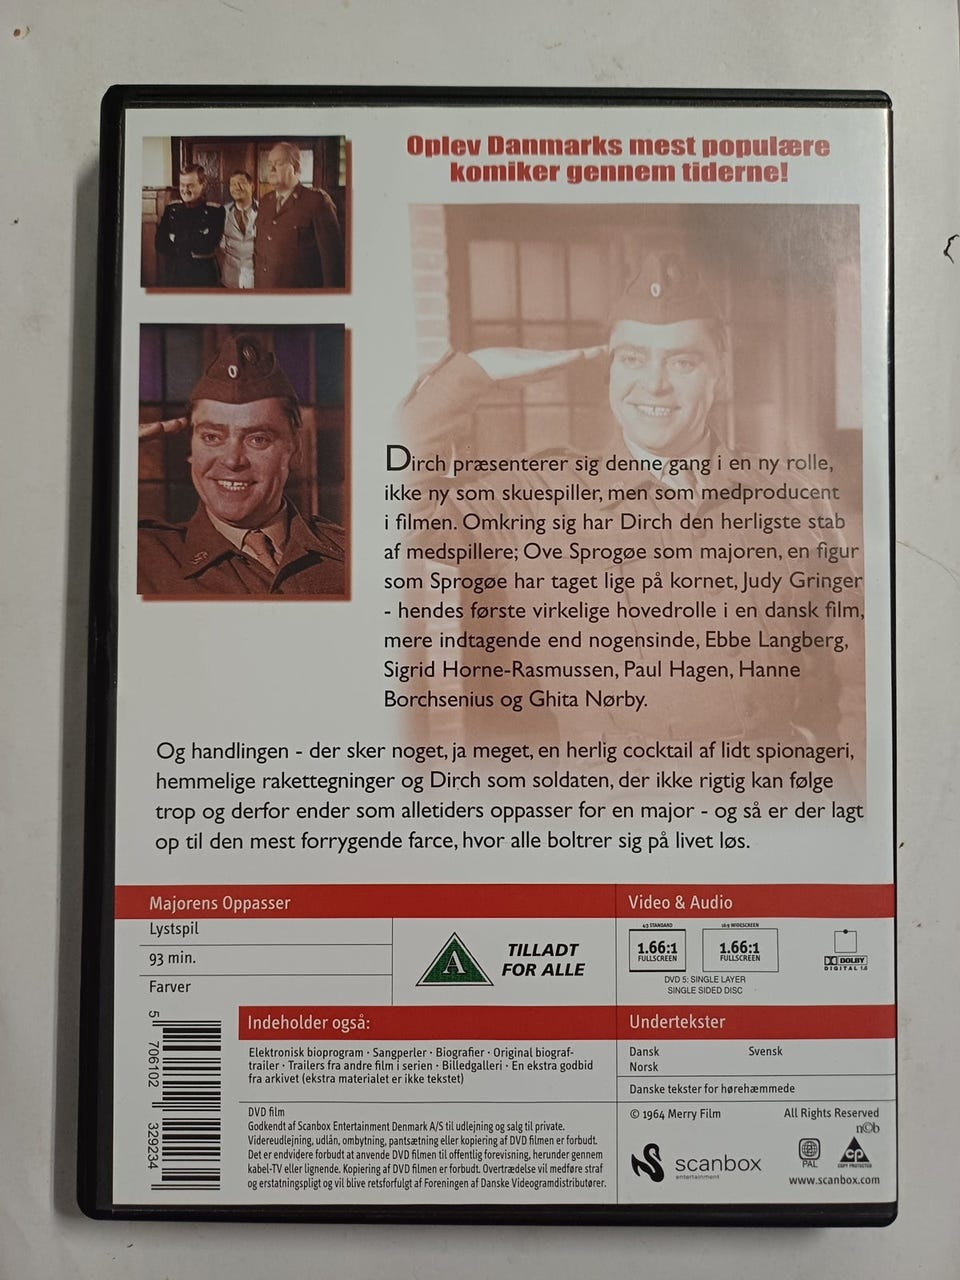 Oplev Danmarks mest populære
komiker gennem tiderne!
Dirch præsenterer sig denne gang i en ny rolle,
ikke ny som skuespiller, men som medproducent
i filmen. Omkring sig har Dirch den herligste stab
af medspillere; Ove Sprogøe som majoren, en figur
som Sprogøe har taget lige på kornet, Judy Gringer
- hendes første virkelige hovedrolle i en dansk film,
mere indtagende end nogensinde, Ebbe Langberg,
Sigrid Horne-Rasmussen, Paul Hagen, Hanne
Borchsenius og Ghita Nørby.
Og handlingen - der sker noget, ja meget, en herlig cocktail af lidt spionageri,
hemmelige rakettegninger og Dirch som soldaten, der ikke rigtig kan følge
trop og derfor ender som alletiders oppasser for en major - og så er der lagt
op til den mest forrygende farce, hvor alle boltrer sig på livet løs.
Majorens Oppasser
Lystspil
93 min.
Farver
A
TILLADT
FOR ALLE
Video & Audio
4:3 STANDARD
1.66:1
FULLSCREEN
16:9 WIDESCREEN
1.66:1
FULLSCREEN
DVD 5: SINGLE LAYER
SINGLE SIDED DISC
DOLBY
DIGITAL 1.0
5 706102 329234
Indeholder også:
Elektronisk bioprogram · Sangperler · Biografier · Original biograf-
trailer · Trailers fra andre film i serien · Billedgalleri · En ekstra godbid
fra arkivet (ekstra materialet er ikke tekstet)
DVD film
Godkendt af Scanbox Entertainment Denmark A/S til udlejning og salg til private.
Videreudlejning, udlån, ombytning, pantsætning eller kopiering af DVD filmen er forbudt.
Det er endvidere forbudt at anvende DVD filmen til offentlig forevisning, herunder gennem
kabel-TV eller lignende. Kopiering af DVD filmen er forbudt. Overtrædelse vil medføre straf
og erstatningspligt og vil blive retsforfulgt af Foreningen af Danske Videogramdistributører.
Undertekster
Dansk Svensk
Norsk
Danske tekster for hørehæmmede
© 1964 Merry Film All Rights Reserved
n©b
scanbox
entertainment
PAL
CP
COPY PROTECTED
www.scanbox.com